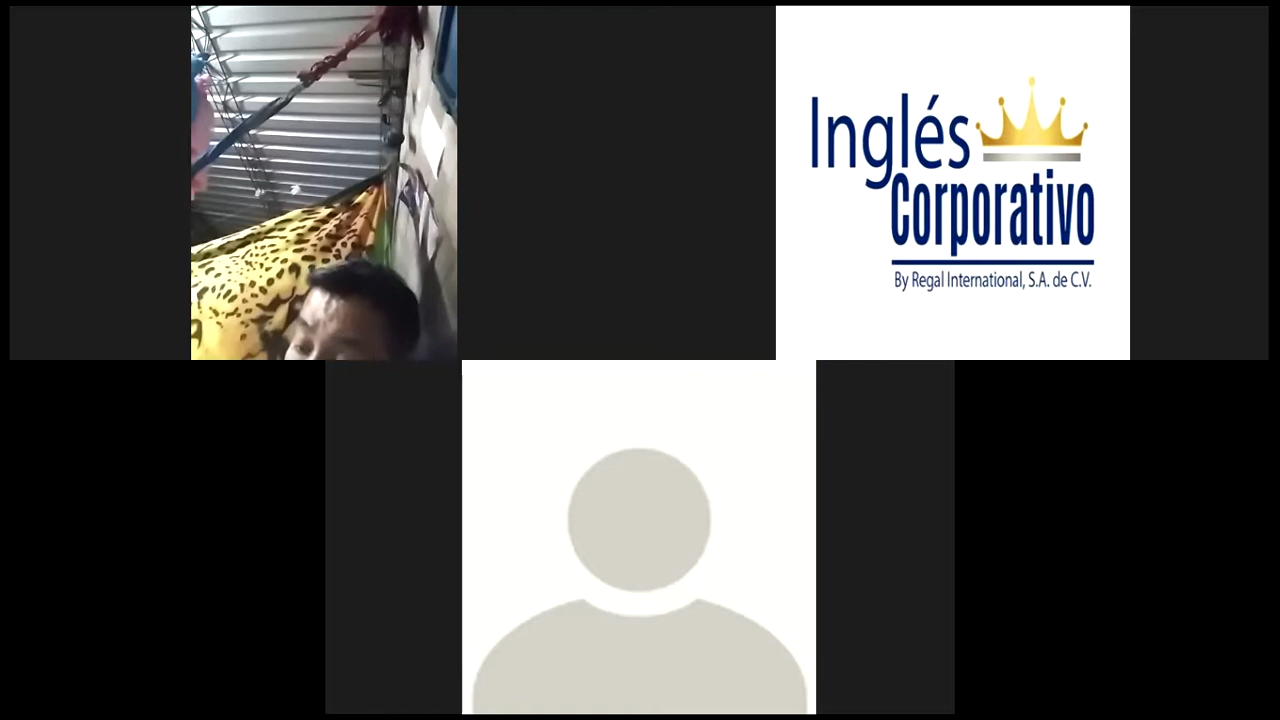 Inglés
Corporativo
By Regal International, S.A. de C.V.